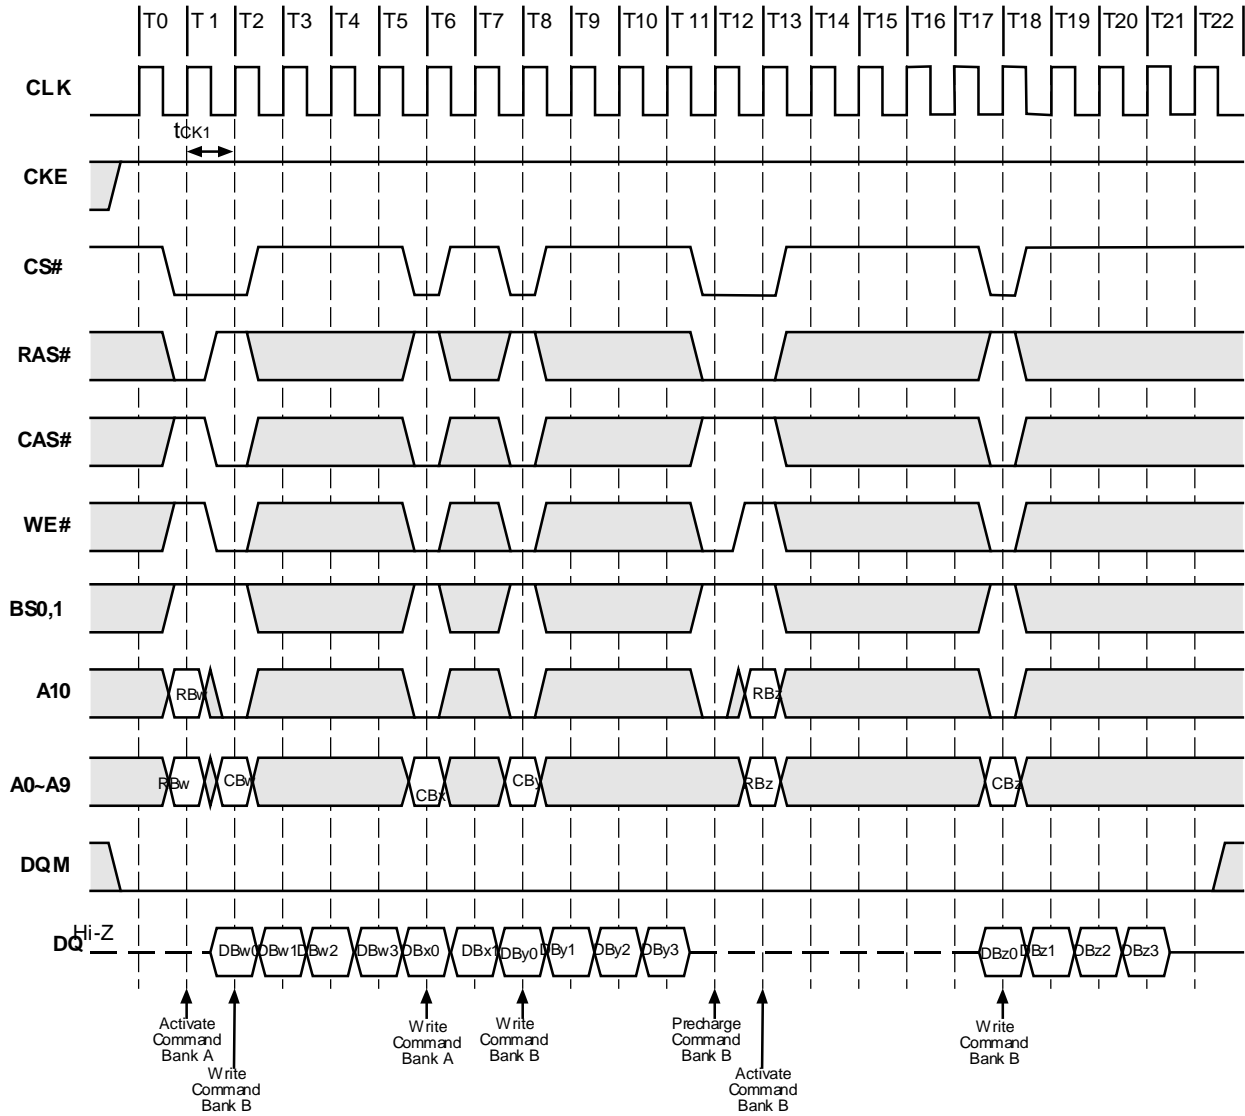 T0 T 1 T2 T3 T4 T5 T6 T7 T8 T9 T10 T 11 T12 T13 T14 T15 T16 T17 T18 T19 T20 T21 T22
CLK
tCK1
CKE
CS#
RAS#
CAS#
WE#
BS0,1
A10 RBw RBz
A0~A9 RBw CBw CBx CBy RBz CBz
DQM
Hi-Z
DQ DBw0 DBw1 DBw2 DBw3 DBx0 DBx1 DBy0 DBy1 DBy2 DBy3 DBz0 DBz1 DBz2 DBz3
Activate
Command
Bank A
Write
Command
Bank B
Write
Command
Bank A
Write
Command
Bank B
Precharge
Command
Bank B
Activate
Command
Bank B
Write
Command
Bank B